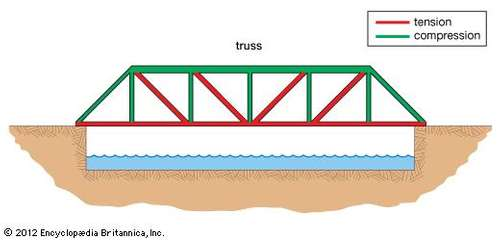 tension
compression
truss
© 2012 Encyclopædia Britannica, Inc.